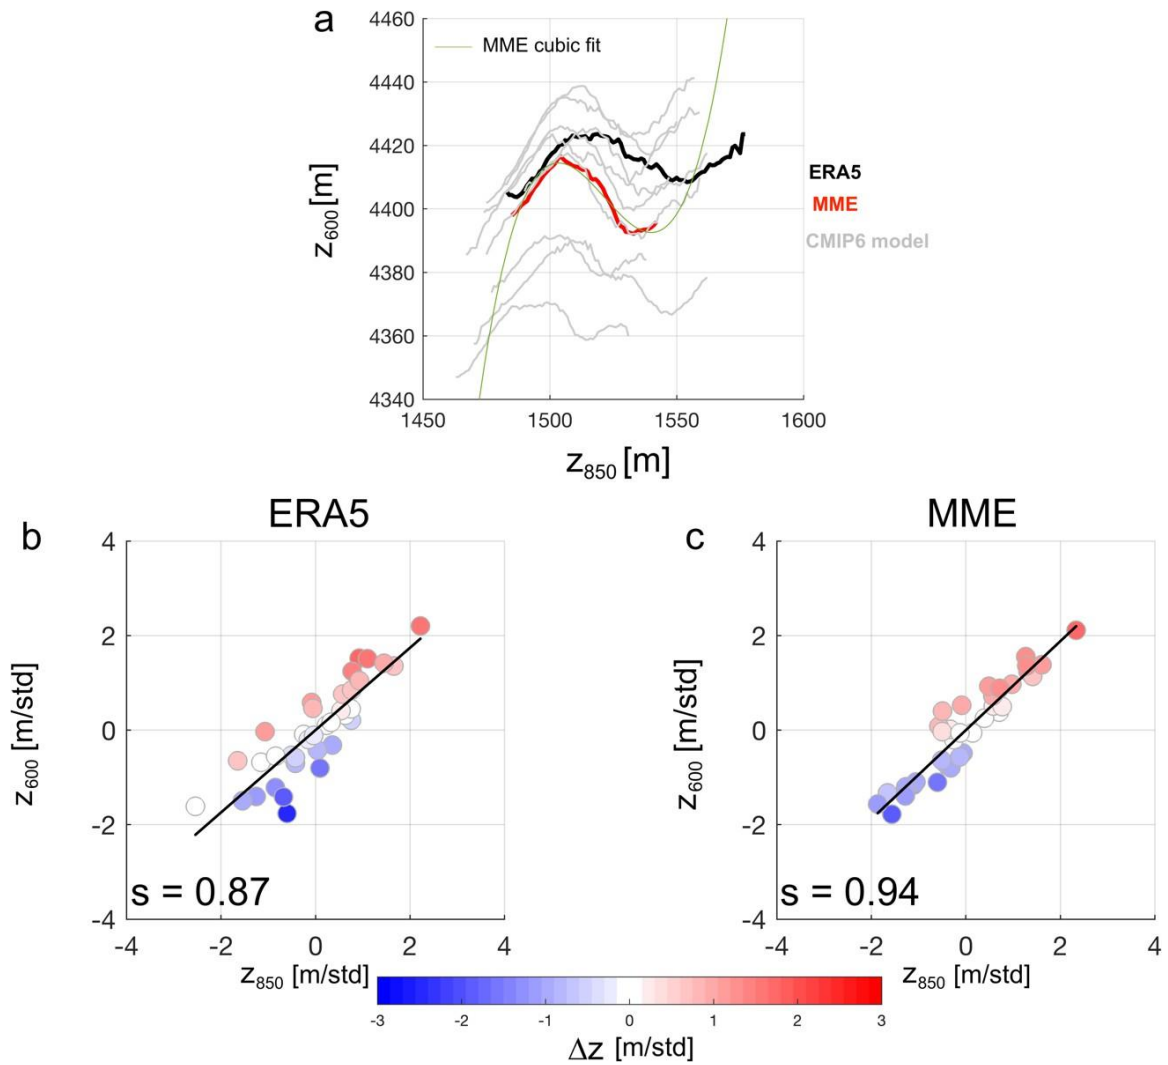 a
MME cubic fit
4460
4440
4420
4400
4380
4360
4340
z600 [m]
1450 1500 1550 1600
z850 [m]
ERA5
MME
CMIP6 model
b
ERA5
4
2
0
-2
-4
z600 [m/std]
s = 0.87
-4 -2 0 2 4
z850 [m/std]
c
MME
4
2
0
-2
-4
z600 [m/std]
s = 0.94
-4 -2 0 2 4
z850 [m/std]
-3 -2 -1 0 1 2 3
Δz [m/std]